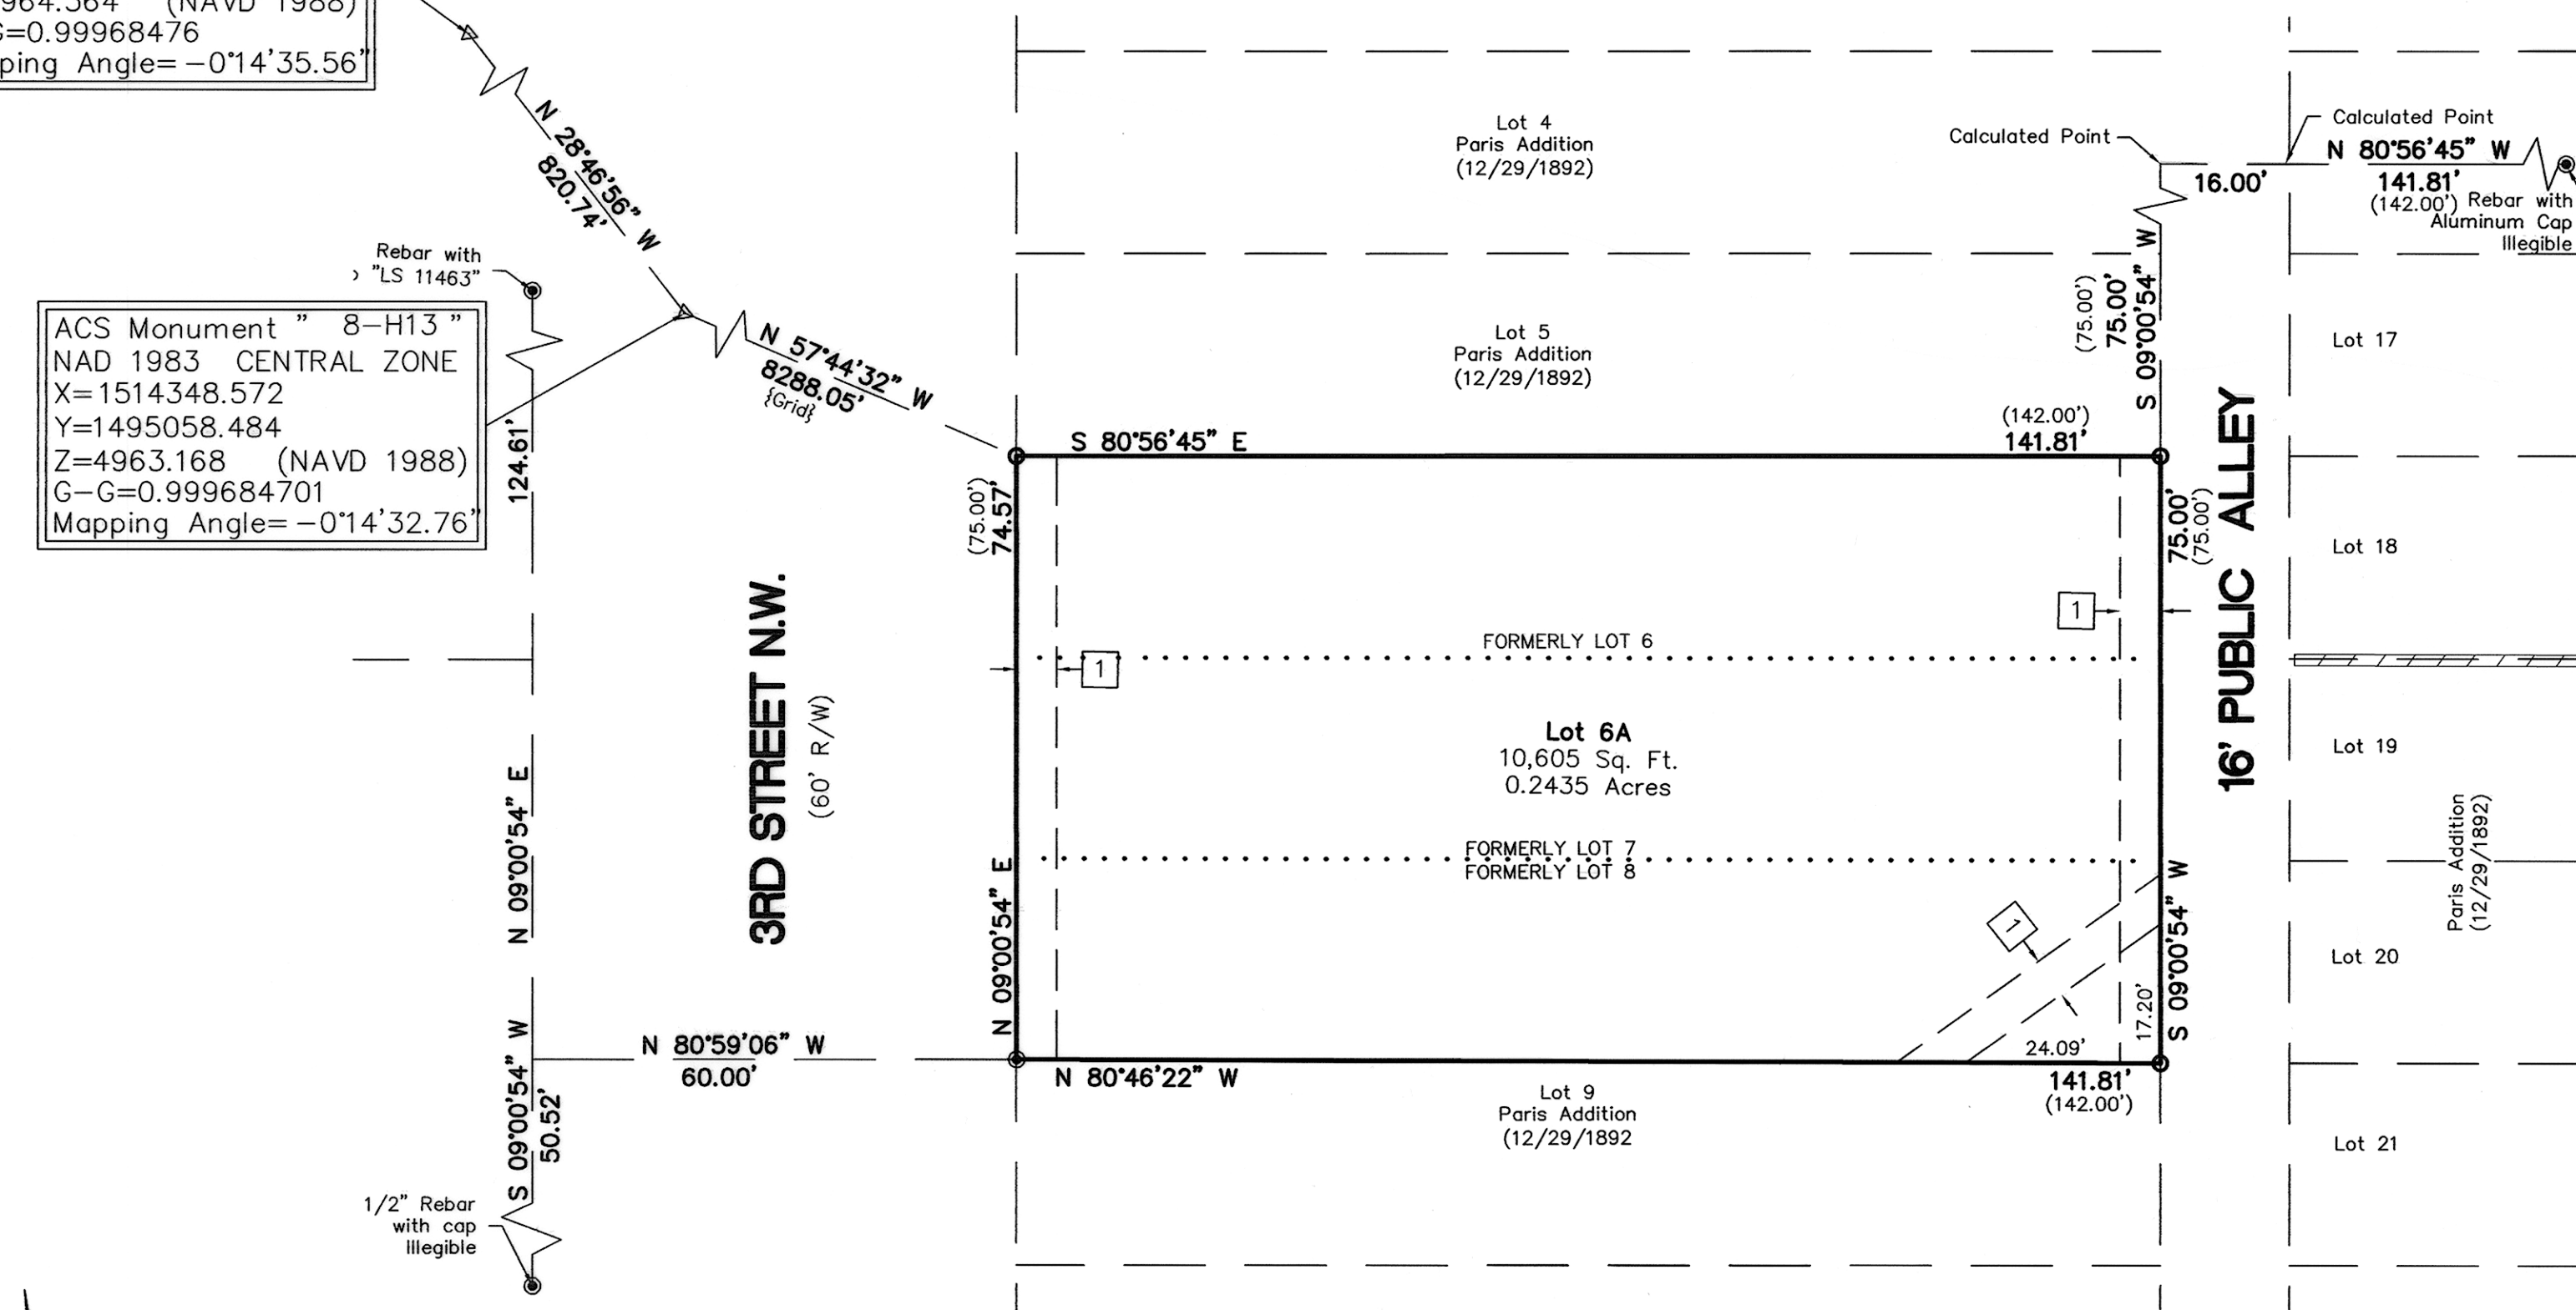 (NAVD 1988)
G=0.99968476
ping Angle= -0°14'35.56"
N 28°46'56" W
820.74'
Rebar with
"LS 11463"
ACS Monument " 8-H13 "
NAD 1983 CENTRAL ZONE
X=1514348.572
Y=1495058.484
Z=4963.168 (NAVD 1988)
G-G=0.999684701
Mapping Angle= -0°14'32.76"
124.61'
N 09°00'54" E
S 09°00'54" W
50.52'
1/2" Rebar
with cap
Illegible
N 57°44'32" W
8288.05'
{Grid}
3RD STREET N.W.
(60' R/W)
N 80°59'06" W
60.00'
Lot 4
Paris Addition
(12/29/1892)
Lot 5
Paris Addition
(12/29/1892)
S 80°56'45" E
(142.00')
141.81'
(75.00')
74.57'
N 09°00'54" E
1
FORMERLY LOT 6
Lot 6A
10,605 Sq. Ft.
0.2435 Acres
FORMERLY LOT 7
FORMERLY LOT 8
1
1
24.09'
17.20'
N 80°46'22" W
141.81'
(142.00')
Lot 9
Paris Addition
(12/29/1892
Calculated Point
Calculated Point
16.00'
N 80°56'45" W
141.81'
(142.00')
Rebar with
Aluminum Cap
Illegible
(75.00')
75.00'
S 09°00'54" W
75.00'
(75.00')
S 09°00'54" W
16' PUBLIC ALLEY
Lot 17
Lot 18
Lot 19
Paris Addition
(12/29/1892)
Lot 20
Lot 21